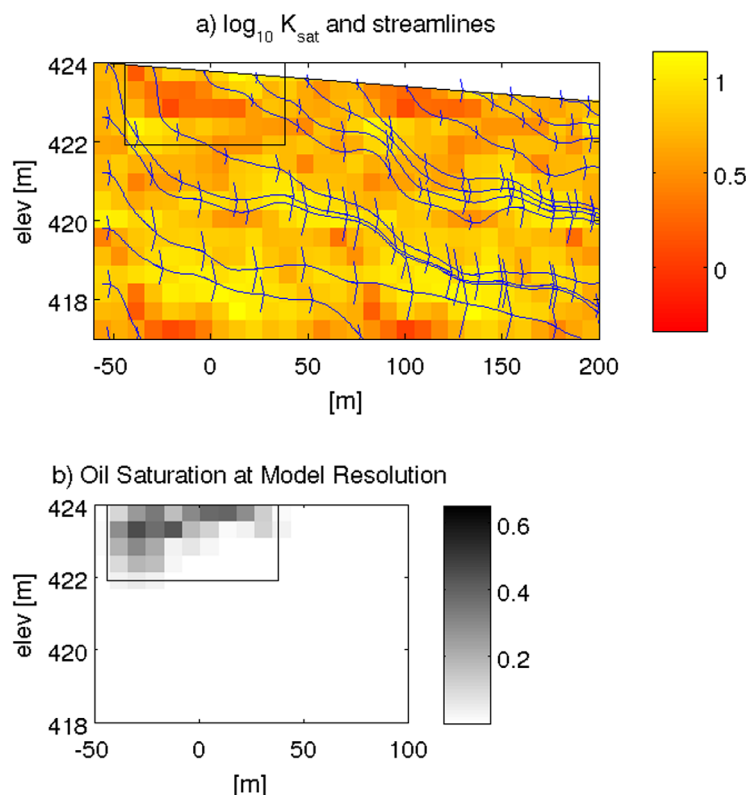 a) log₁₀ Kₛₐₜ and streamlines
424
422
420
418
elev [m]
-50 0 50 100 150 200
[m]
1
0.5
0
b) Oil Saturation at Model Resolution
424
422
420
418
elev [m]
-50 0 50 100
[m]
0.6
0.4
0.2